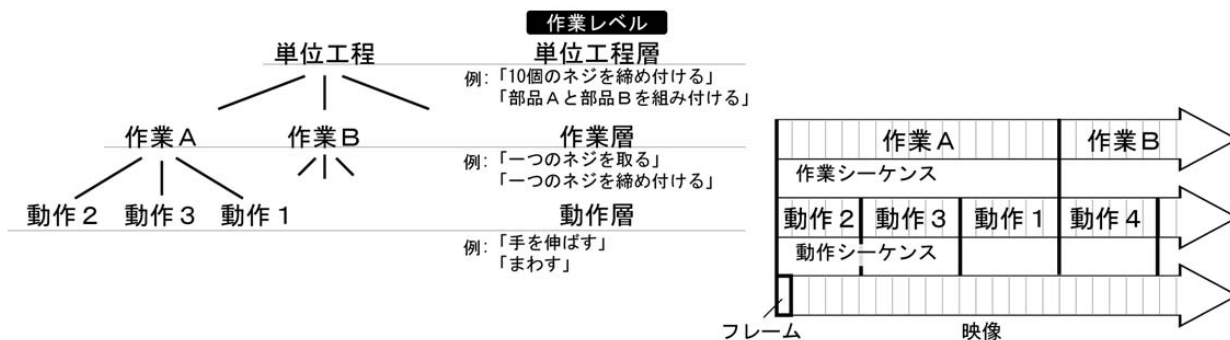 作業レベル
単位工程
単位工程層
例:「10個のネジを締め付ける」
「部品Aと部品Bを組み付ける」
作業A
作業B
作業層
例:「一つのネジを取る」
「一つのネジを締め付ける」
動作2
動作3
動作1
動作層
例:「手を伸ばす」
「まわす」
作業A
作業B
作業シーケンス
動作2
動作3
動作1
動作4
動作シーケンス
フレーム
映像